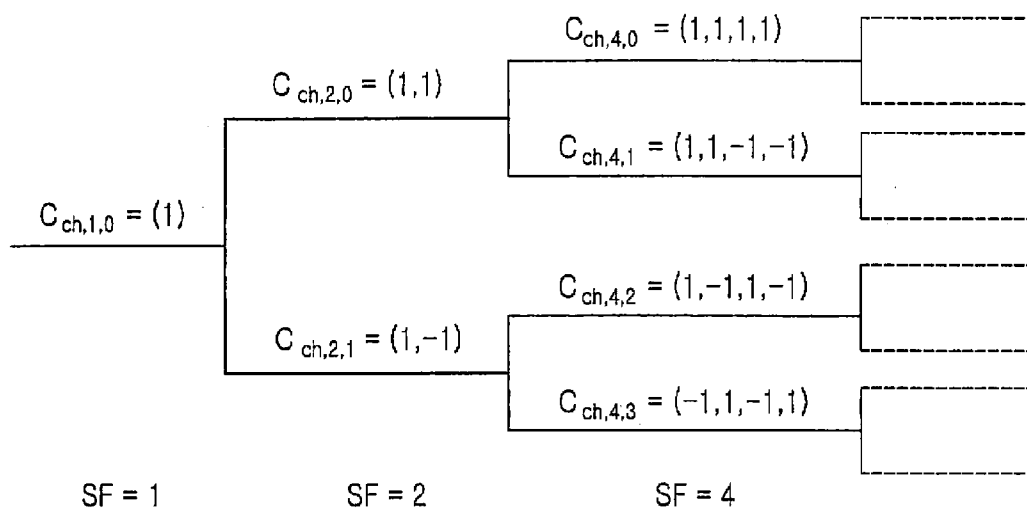 C ch,4,0 = (1,1,1,1)
C ch,2,0 = (1,1)
C ch,4,1 = (1,1,-1,-1)
C ch,1,0 = (1)
C ch,4,2 = (1,-1,1,-1)
C ch,2,1 = (1,-1)
C ch,4,3 = (-1,1,-1,1)
SF = 1 SF = 2 SF = 4